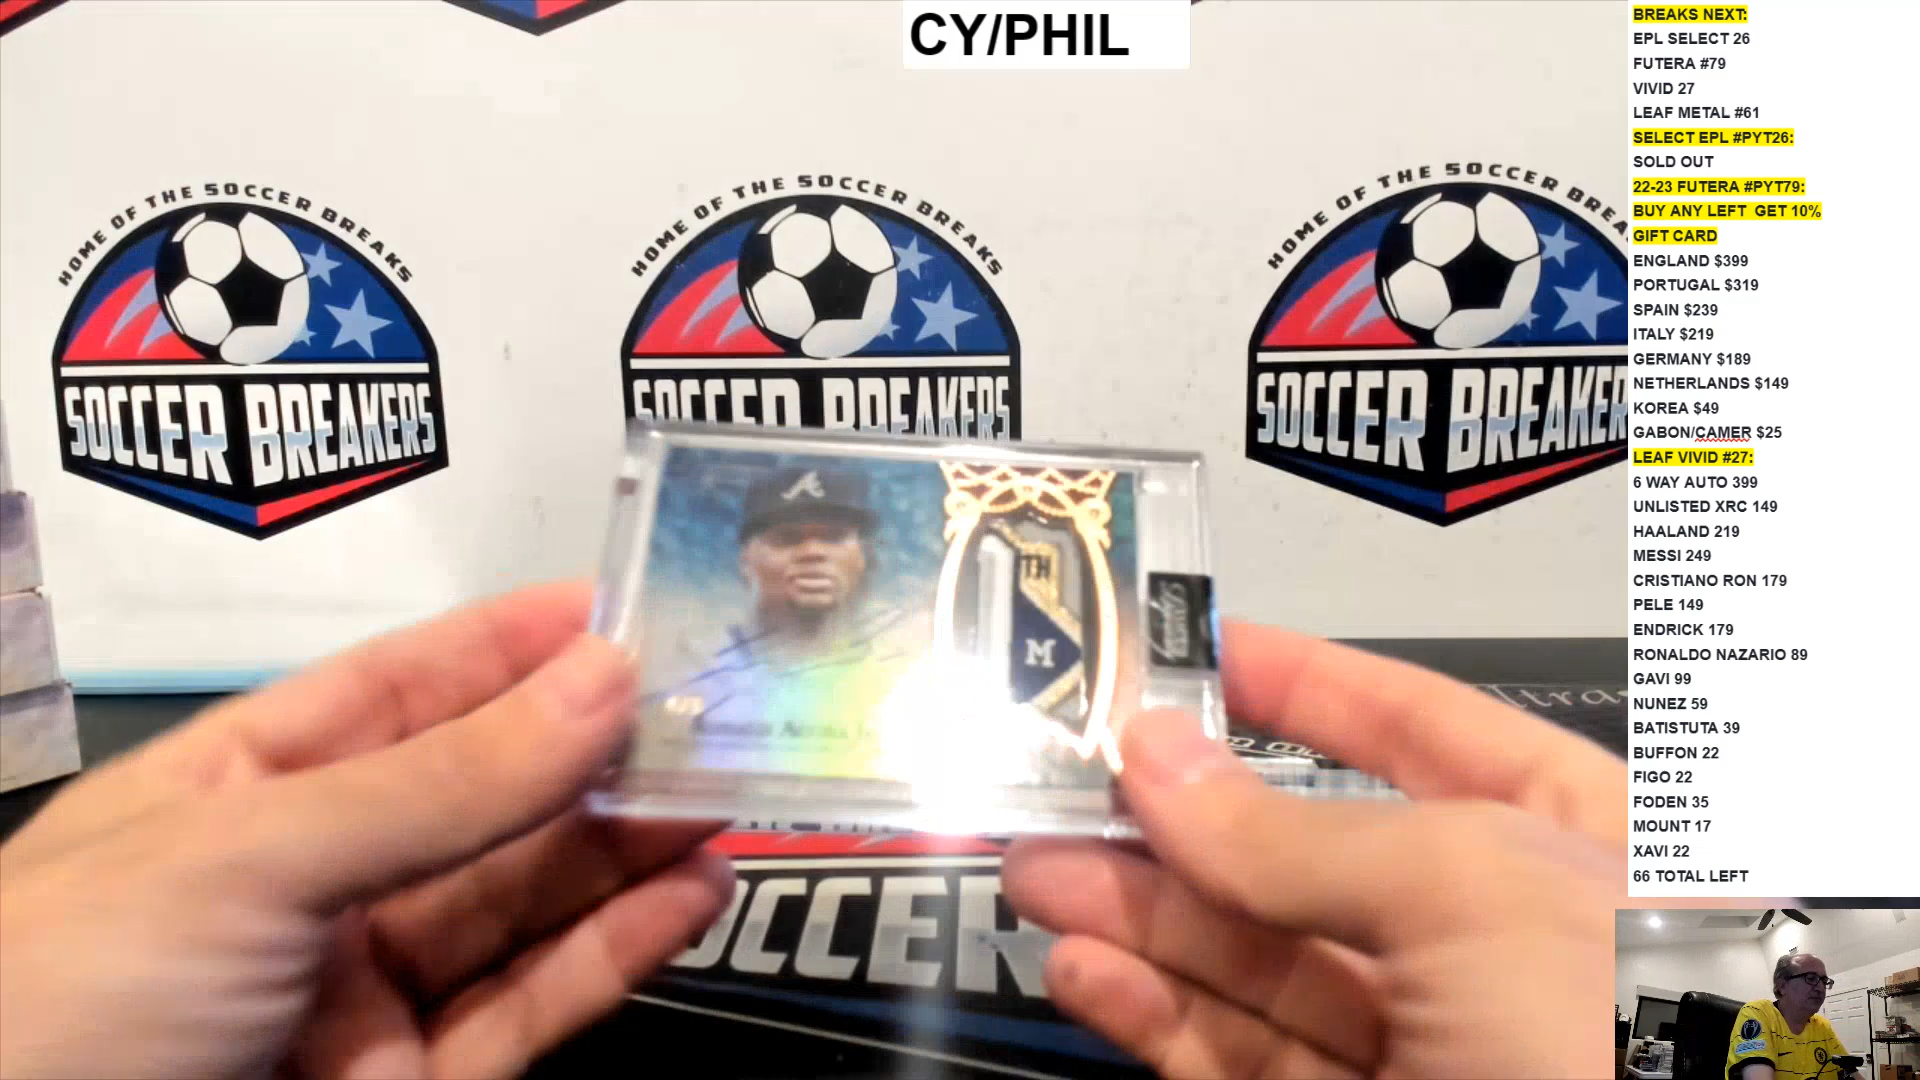 CY/PHIL
BREAKS NEXT:
EPL SELECT 26
FUTERA #79
VIVID 27
LEAF METAL #61
SELECT EPL #PYT26:
SOLD OUT
22-23 FUTERA #PYT79:
BUY ANY LEFT GET 10%
GIFT CARD
ENGLAND $399
PORTUGAL $319
SPAIN $239
ITALY $219
GERMANY $189
NETHERLANDS $149
KOREA $49
GABON/CAMER $25
LEAF VIVID #27:
6 WAY AUTO 399
UNLISTED XRC 149
HAALAND 219
MESSI 249
CRISTIANO RON 179
PELE 149
ENDRICK 179
RONALDO NAZARIO 89
GAVI 99
NUNEZ 59
BATISTUTA 39
BUFFON 22
FIGO 22
FODEN 35
MOUNT 17
XAVI 22
66 TOTAL LEFT
HOME OF THE SOCCER BREAKS
SOCCER BREAKERS
HOME OF THE SOCCER BREAKS
SOCCER BREAKERS
HOME OF THE SOCCER BREA
SOCCER BREAKER
A
TH
M
SOCCER